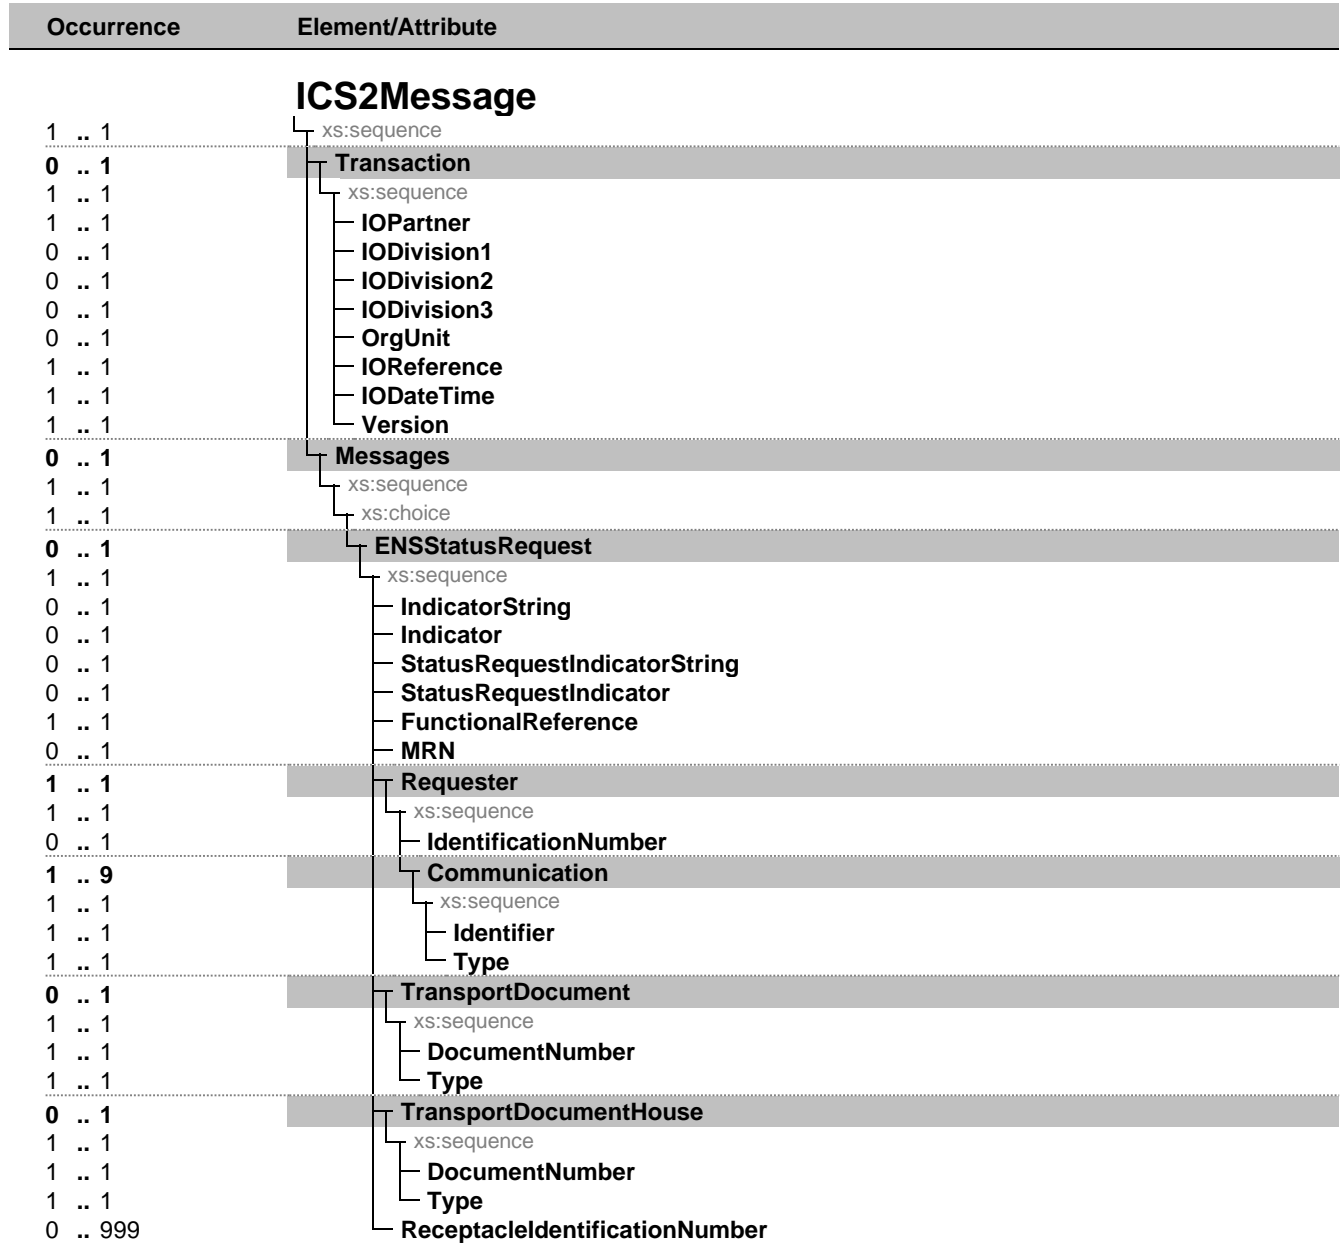 Occurrence Element/Attribute
ICS2Message
1 .. 1 xs:sequence
0 .. 1 Transaction
1 .. 1 xs:sequence
1 .. 1 IOPartner
0 .. 1 IODivision1
0 .. 1 IODivision2
0 .. 1 IODivision3
0 .. 1 OrgUnit
1 .. 1 IOReference
1 .. 1 IODateTime
1 .. 1 Version
0 .. 1 Messages
1 .. 1 xs:sequence
1 .. 1 xs:choice
0 .. 1 ENSStatusRequest
1 .. 1 xs:sequence
0 .. 1 IndicatorString
0 .. 1 Indicator
0 .. 1 StatusRequestIndicatorString
0 .. 1 StatusRequestIndicator
1 .. 1 FunctionalReference
0 .. 1 MRN
1 .. 1 Requester
1 .. 1 xs:sequence
0 .. 1 IdentificationNumber
1 .. 9 Communication
1 .. 1 xs:sequence
1 .. 1 Identifier
1 .. 1 Type
0 .. 1 TransportDocument
1 .. 1 xs:sequence
1 .. 1 DocumentNumber
1 .. 1 Type
0 .. 1 TransportDocumentHouse
1 .. 1 xs:sequence
1 .. 1 DocumentNumber
1 .. 1 Type
0 .. 999 ReceptacleIdentificationNumber